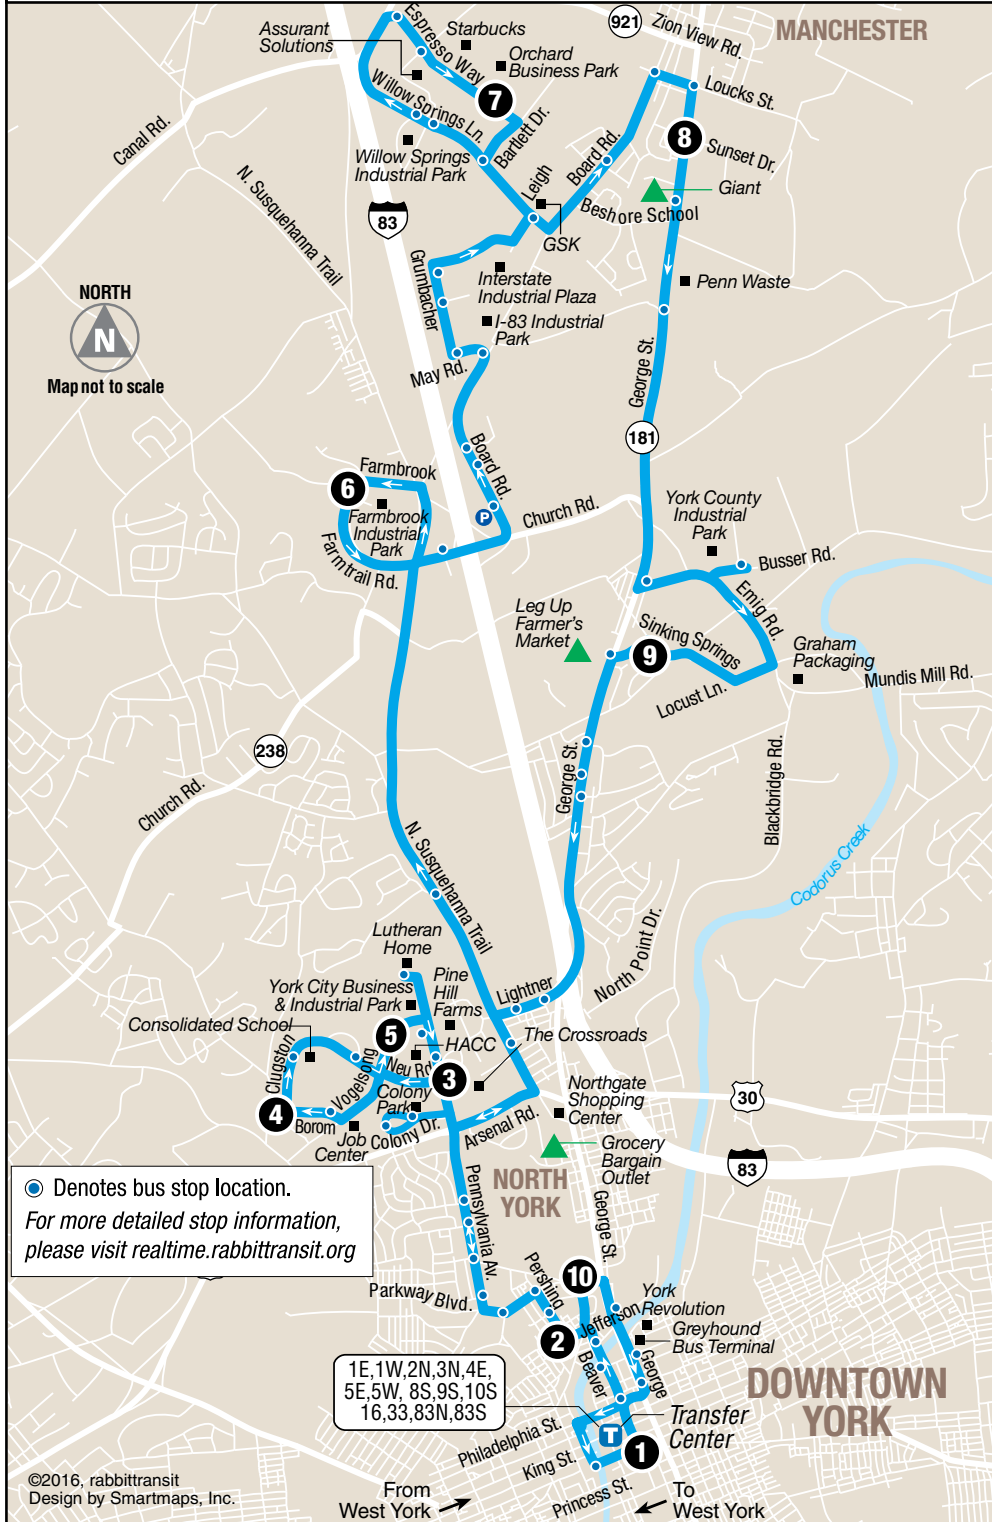 921
Zion View Rd.
MANCHESTER
Assurant
Solutions
Espresso Way
Starbucks
Orchard
Business Park
7
Loucks St.
Willow Springs Ln.
Bartlett Dr.
8
Sunset Dr.
Canal Rd.
Willow Springs
Industrial Park
Board Rd.
Leigh
Giant
Beshore School
N. Susquehanna Trail
83
GSK
Grumbacher
Interstate
Industrial Plaza
Penn Waste
NORTH
N
Map not to scale
I-83 Industrial
Park
May Rd.
George St.
181
Board Rd.
Farmbrook
6
Farmbrook
Industrial
Park
P
Church Rd.
York County
Industrial
Park
Farmtrail Rd.
Busser Rd.
Emig Rd.
Leg Up
Farmer's
Market
Sinking Springs
9
Graham
Packaging
Locust Ln.
Mundis Mill Rd.
238
George St.
Blackbridge Rd.
Church Rd.
Codorus Creek
N. Susquehanna Trail
North Point Dr.
Lutheran
Home
York City Business
& Industrial Park
Pine
Hill
Farms
Lightner
Consolidated School
5
HACC
The Crossroads
Clugston
Vogelsong
Neu Rd.
3
Colony
Park
Northgate
Shopping
Center
30
4
Borom
Job
Center
Colony Dr.
Arsenal Rd.
Grocery
Bargain
Outlet
83
NORTH
YORK
Denotes bus stop location.
For more detailed stop information,
please visit realtime.rabbittransit.org
Pennsylvania Av.
George St.
Parkway Blvd.
Pershing
10
York
Revolution
Jefferson
2
Greyhound
Bus Terminal
Beaver
George
1E,1W,2N,3N,4E,
5E,5W, 8S,9S,10S
16,33,83N,83S
DOWNTOWN
YORK
Philadelphia St.
T
Transfer
Center
1
King St.
Princess St.
©2016, rabbittransit
Design by Smartmaps, Inc.
From
West York
To
West York